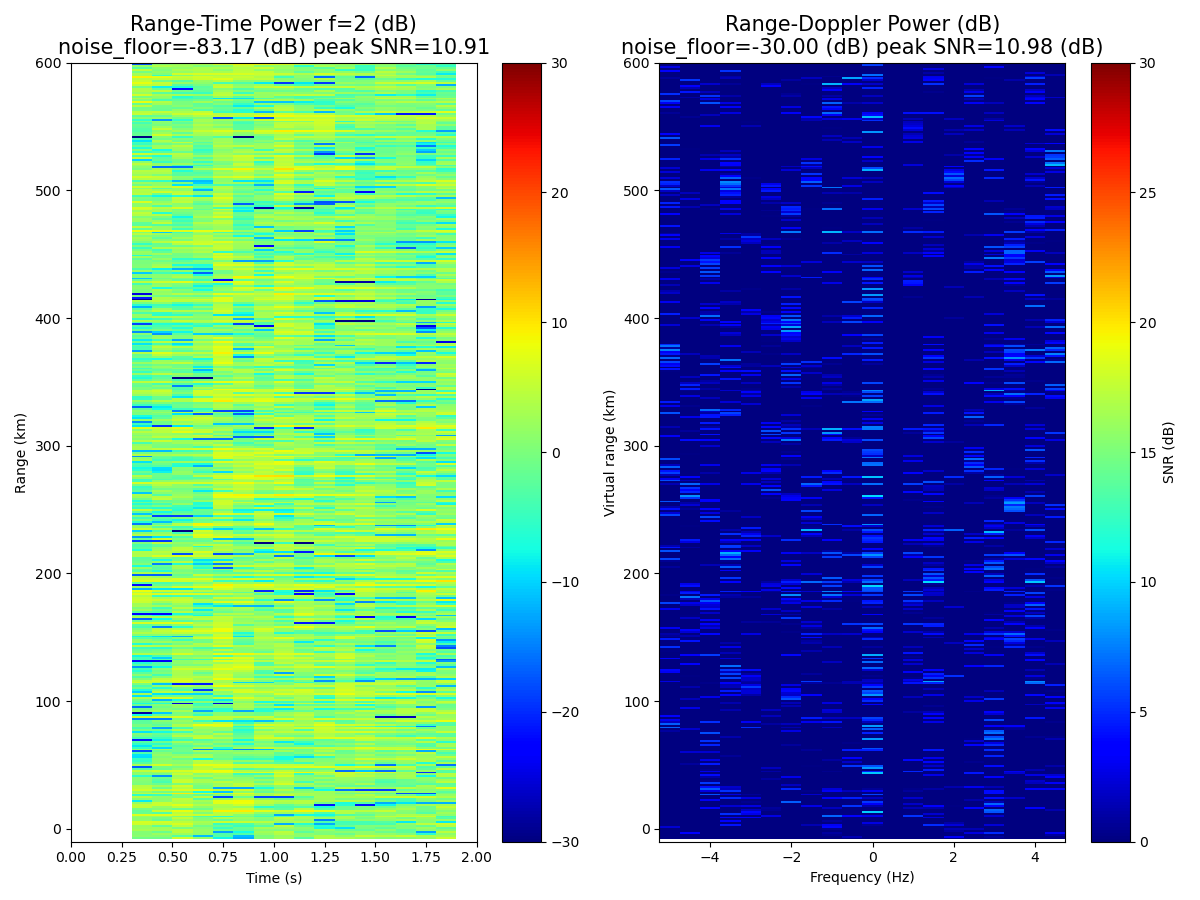 Range-Time Power f=2 (dB)
noise_floor=-83.17 (dB) peak SNR=10.91
Range-Doppler Power (dB)
noise_floor=-30.00 (dB) peak SNR=10.98 (dB)
600
500
400
300
200
100
0
Range (km)
0.00 0.25 0.50 0.75 1.00 1.25 1.50 1.75 2.00
Time (s)
30
20
10
0
−10
−20
−30
600
500
400
300
200
100
0
Virtual range (km)
−4 −2 0 2 4
Frequency (Hz)
30
25
20
15
10
5
0
SNR (dB)